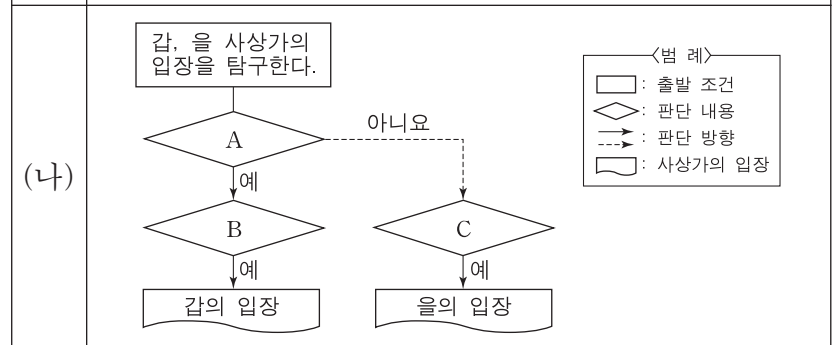 (나)
갑, 을 사상가의
입장을 탐구한다.
A
아니요
예
B
C
예
예
갑의 입장
을의 입장
〈범 례〉
: 출발 조건
: 판단 내용
: 판단 방향
: 사상가의 입장